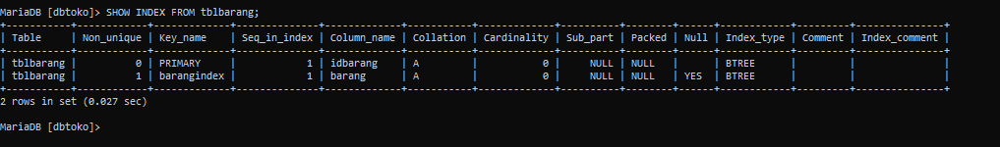 MariaDB [dbtoko]> SHOW INDEX FROM tblbarang;
+-----------+------------+-------------+--------------+-------------+-----------+-------------+----------+--------+------+------------+---------+---------------+
| Table     | Non_unique | Key_name    | Seq_in_index | Column_name | Collation | Cardinality | Sub_part | Packed | Null | Index_type | Comment | Index_comment |
+-----------+------------+-------------+--------------+-------------+-----------+-------------+----------+--------+------+------------+---------+---------------+
| tblbarang |          0 | PRIMARY     |            1 | idbarang    | A         |           0 |     NULL | NULL   |      | BTREE      |         |               |
| tblbarang |          1 | barangindex |            1 | barang      | A         |           0 |     NULL | NULL   | YES  | BTREE      |         |               |
+-----------+------------+-------------+--------------+-------------+-----------+-------------+----------+--------+------+------------+---------+---------------+
2 rows in set (0.027 sec)
MariaDB [dbtoko]>